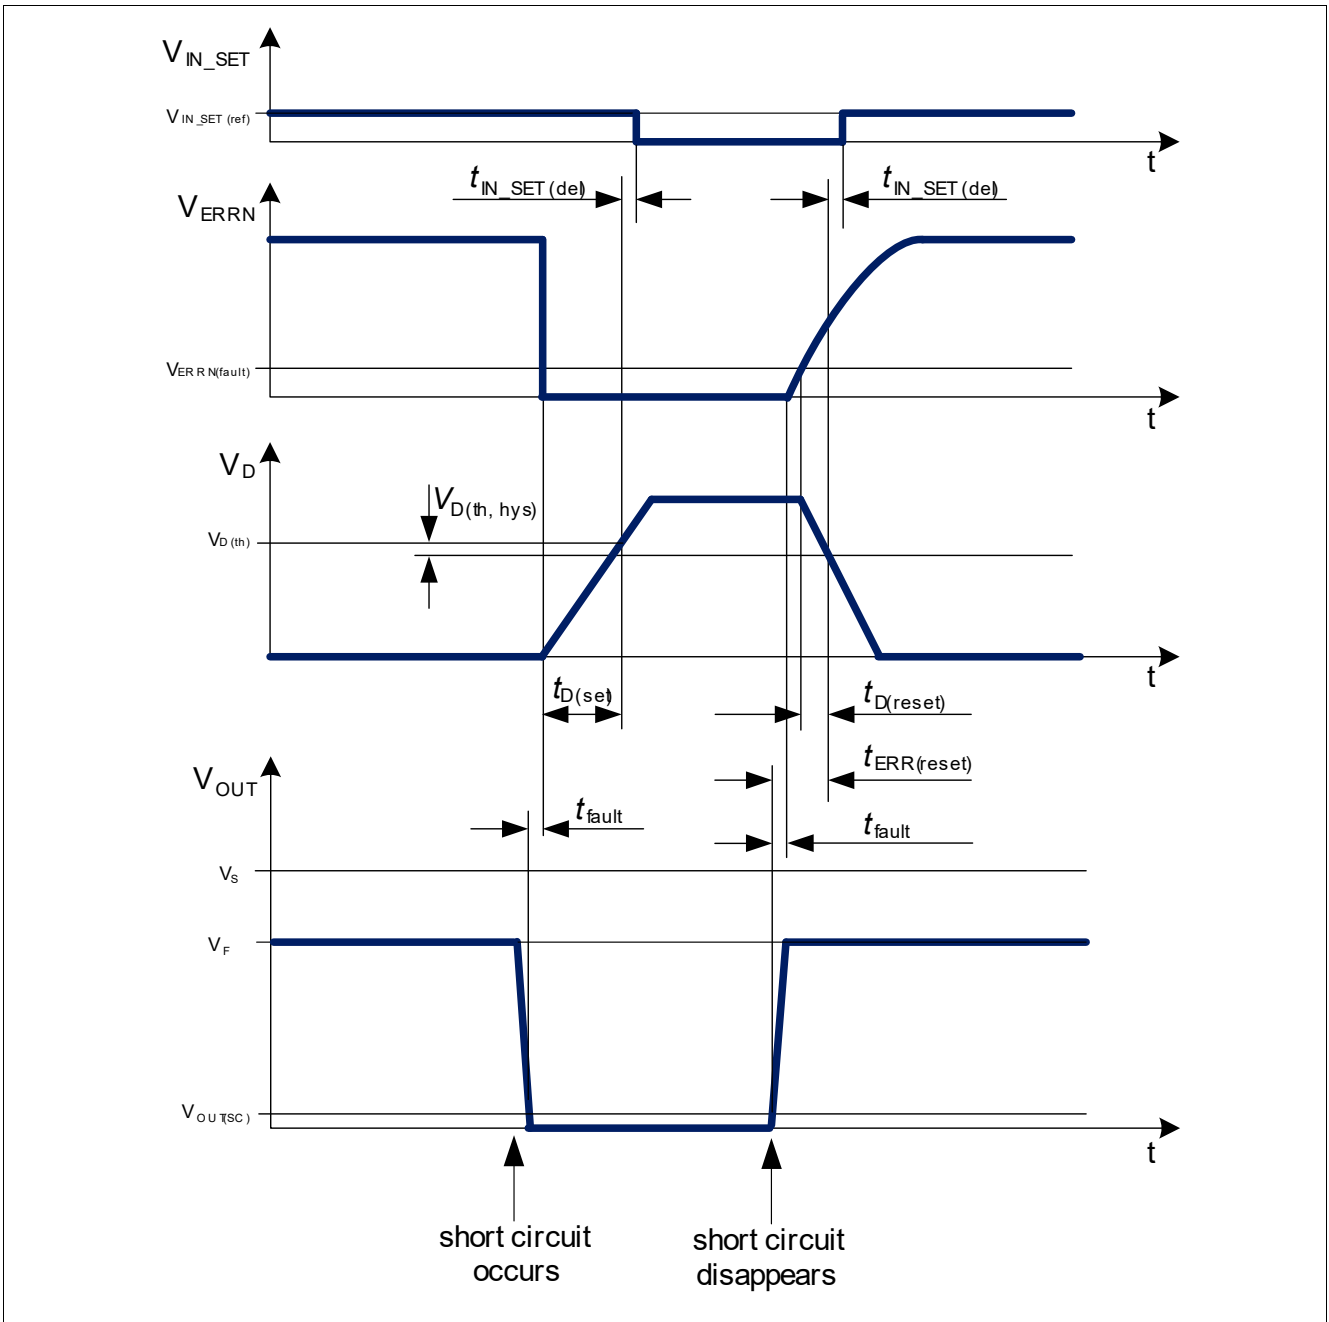 VIN_SET
VIN_SET (ref)
t
tIN_SET (del)
tIN_SET (del)
VERRN
VERRN(fault)
t
VD
VD(th, hys)
VD (th)
t
tD(set)
tD(reset)
tERR(reset)
VOUT
tfault
tfault
VS
VF
VOUT(SC)
t
short circuit
occurs
short circuit
disappears